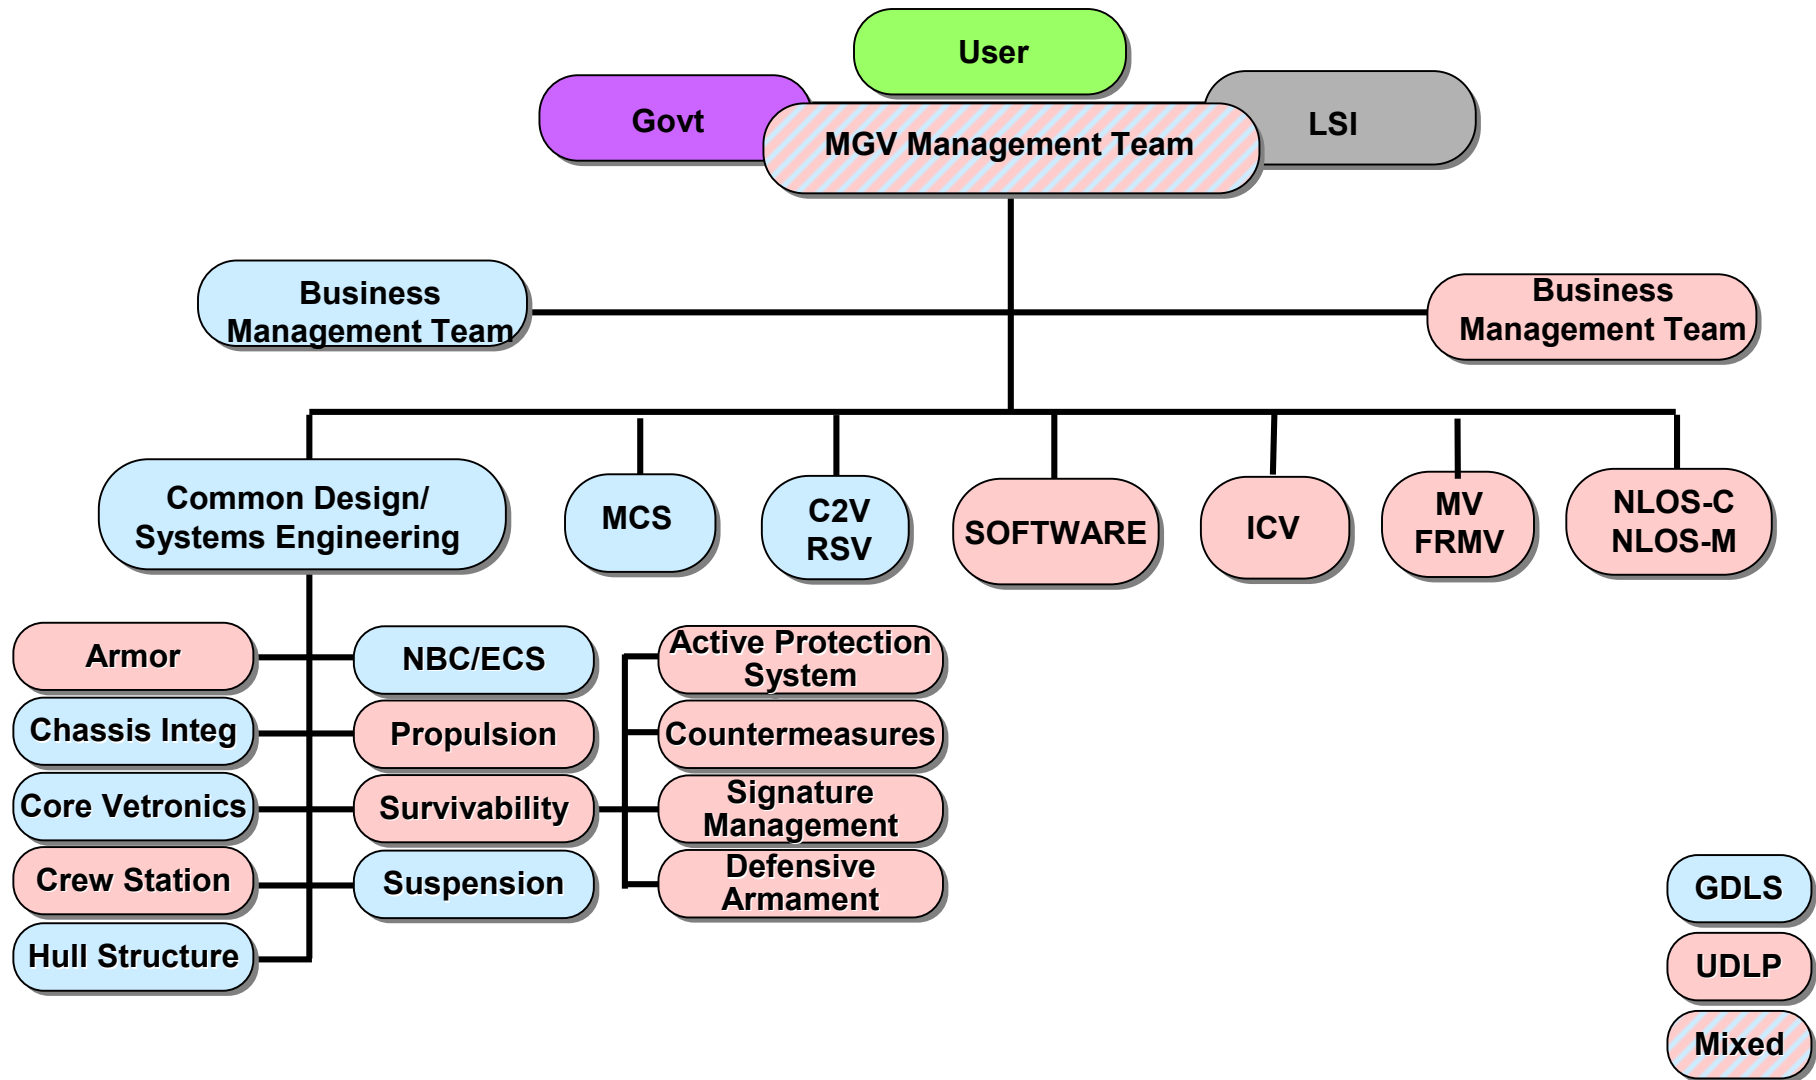 User
Govt
MGV Management Team
LSI
Business
Management Team
Business
Management Team
Common Design/
Systems Engineering
MCS
C2V
RSV
SOFTWARE
ICV
MV
FRMV
NLOS-C
NLOS-M
Armor
Chassis Integ
Core Vetronics
Crew Station
Hull Structure
NBC/ECS
Propulsion
Survivability
Suspension
Active Protection
System
Countermeasures
Signature
Management
Defensive
Armament
GDLS
UDLP
Mixed